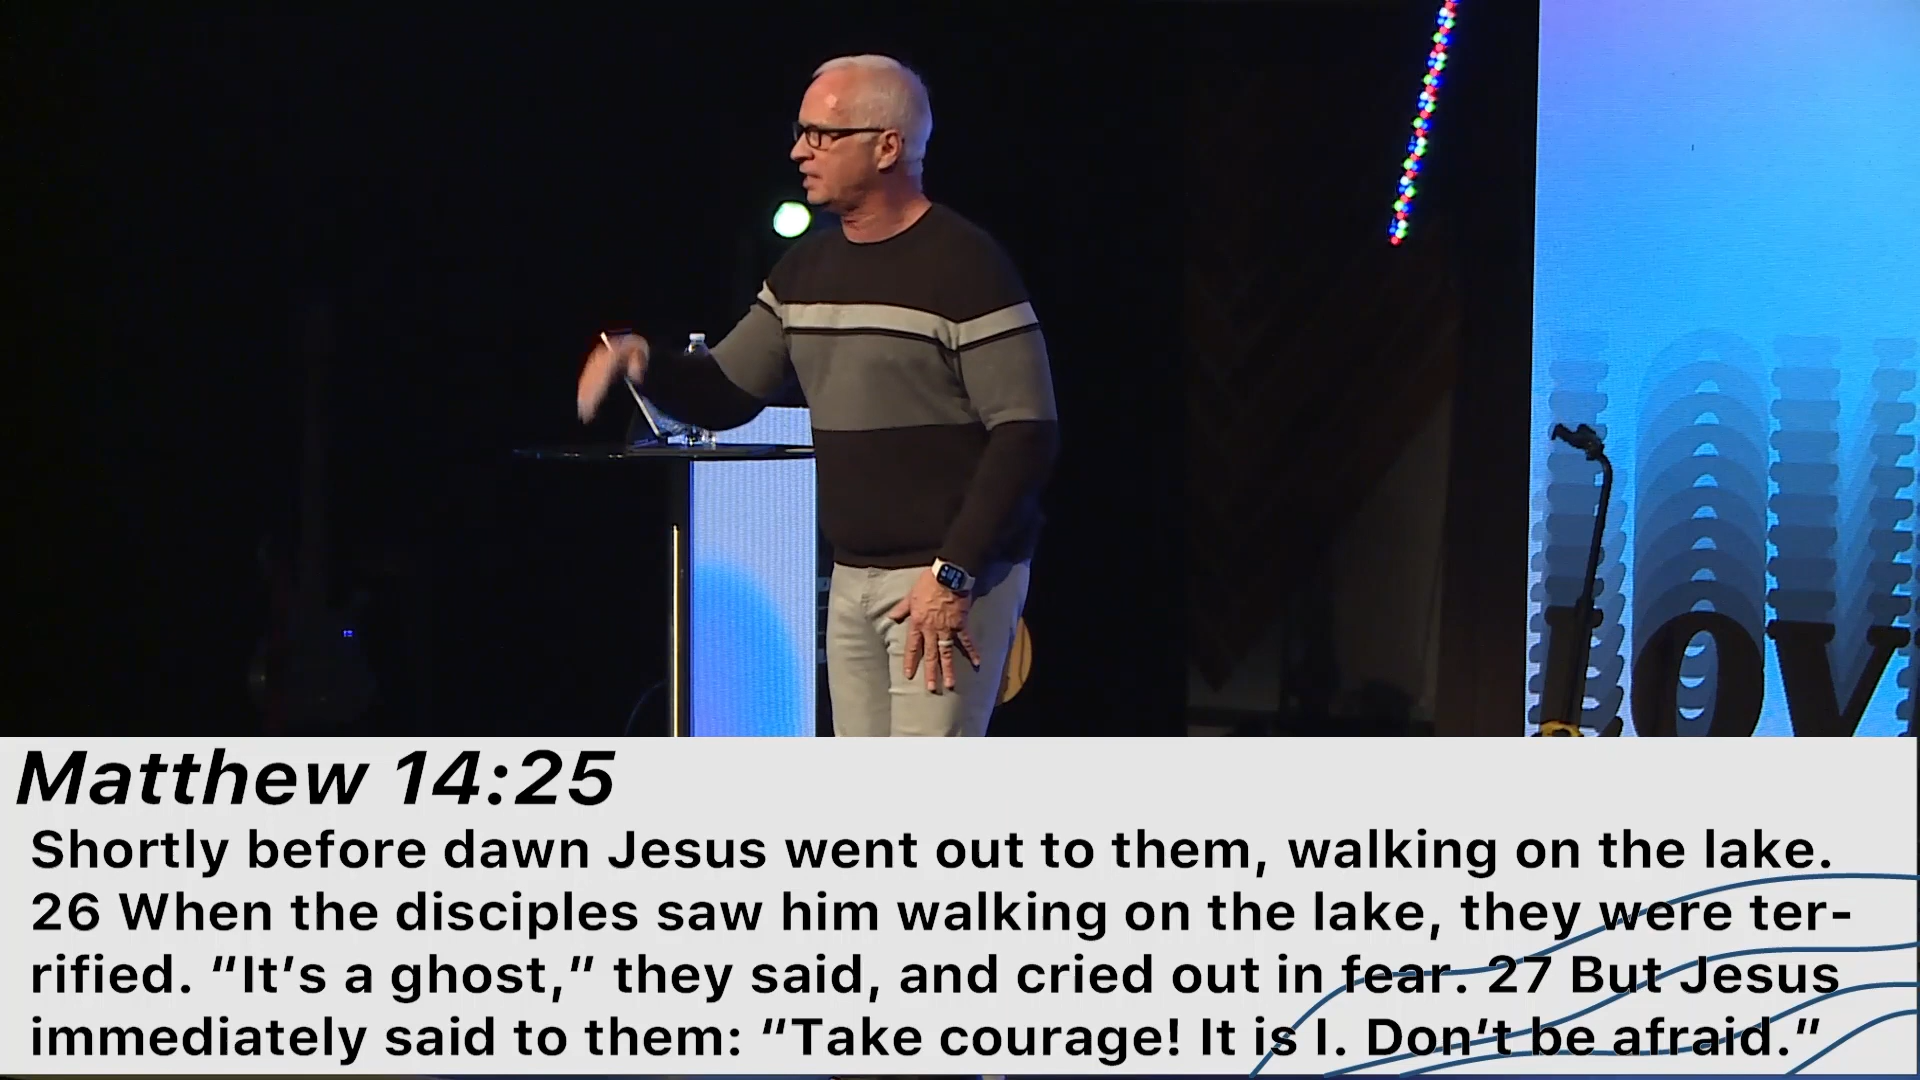 lov
Matthew 14:25
Shortly before dawn Jesus went out to them, walking on the lake.
26 When the disciples saw him walking on the lake, they were ter-
rified. “It’s a ghost,” they said, and cried out in fear. 27 But Jesus
immediately said to them: “Take courage! It is I. Don’t be afraid.”